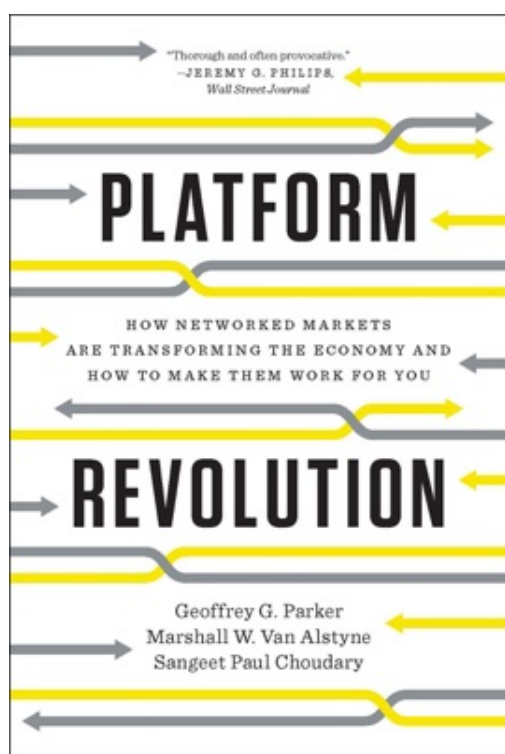 "Thorough and often provocative."
—JEREMY G. PHILIPS,
Wall Street Journal
PLATFORM
HOW NETWORKED MARKETS
ARE TRANSFORMING THE ECONOMY AND
HOW TO MAKE THEM WORK FOR YOU
REVOLUTION
Geoffrey G. Parker
Marshall W. Van Alstyne
Sangeet Paul Choudary